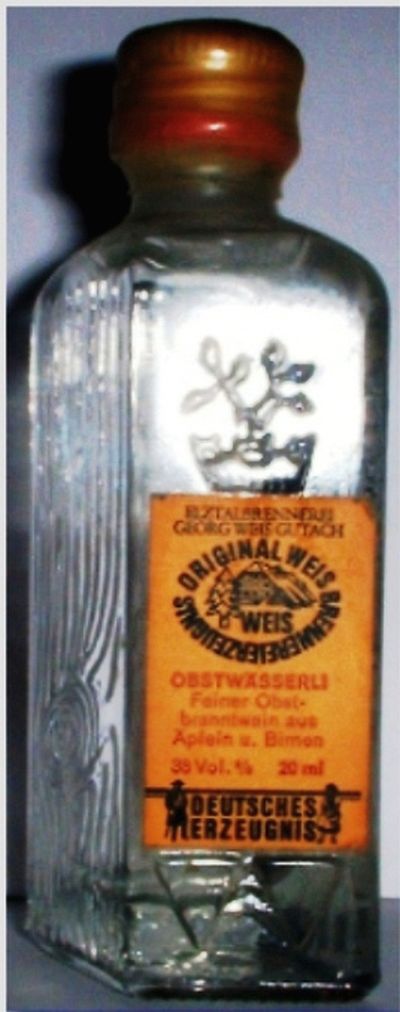 ELZTALBRENNEREI
GEORG WEIS GUTACH
ORIGINAL WEIS BRENNEREIERZEUGNIS
WEIS
OBSTWÄSSERLI
Feiner Obst-
branntwein aus
Äpfeln u. Birnen
38 Vol. % 20 ml
DEUTSCHES
ERZEUGNIS